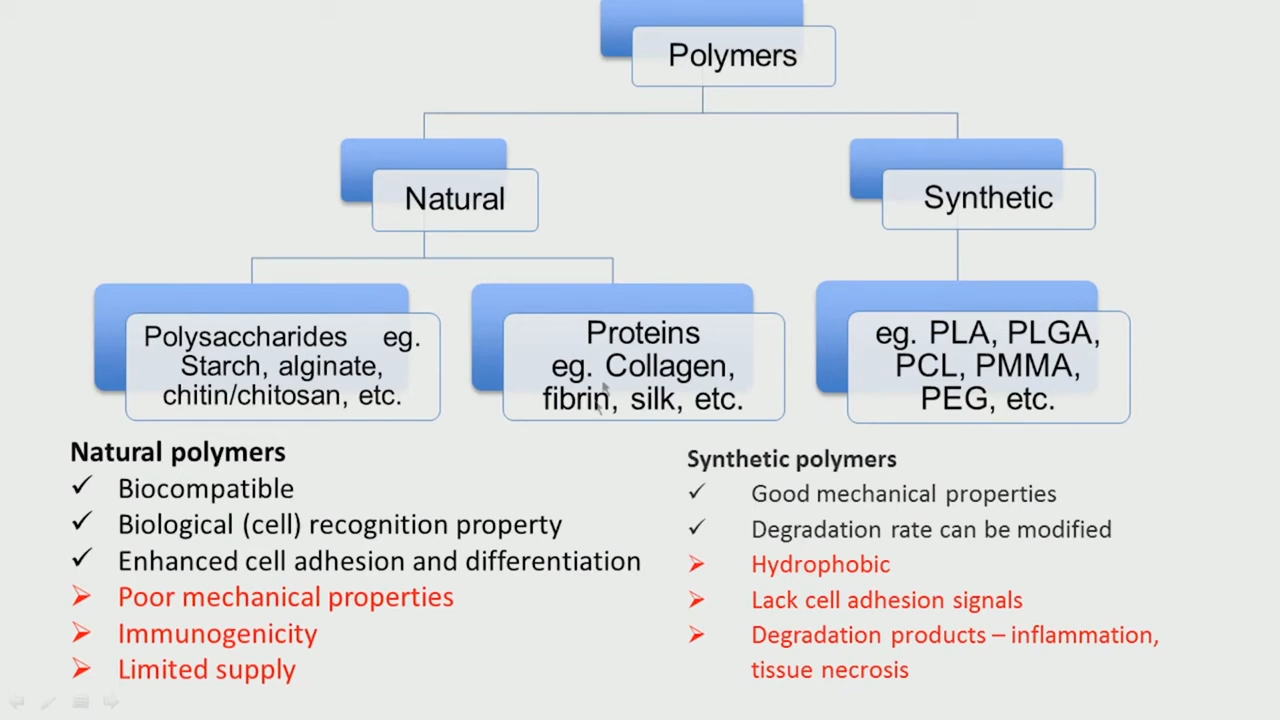 Polymers
Natural
Synthetic
Polysaccharides eg.
Starch, alginate,
chitin/chitosan, etc.
Proteins
eg. Collagen,
fibrin, silk, etc.
eg. PLA, PLGA,
PCL, PMMA,
PEG, etc.
Natural polymers
Biocompatible
Biological (cell) recognition property
Enhanced cell adhesion and differentiation
Poor mechanical properties
Immunogenicity
Limited supply
Synthetic polymers
Good mechanical properties
Degradation rate can be modified
Hydrophobic
Lack cell adhesion signals
Degradation products – inflammation,
tissue necrosis